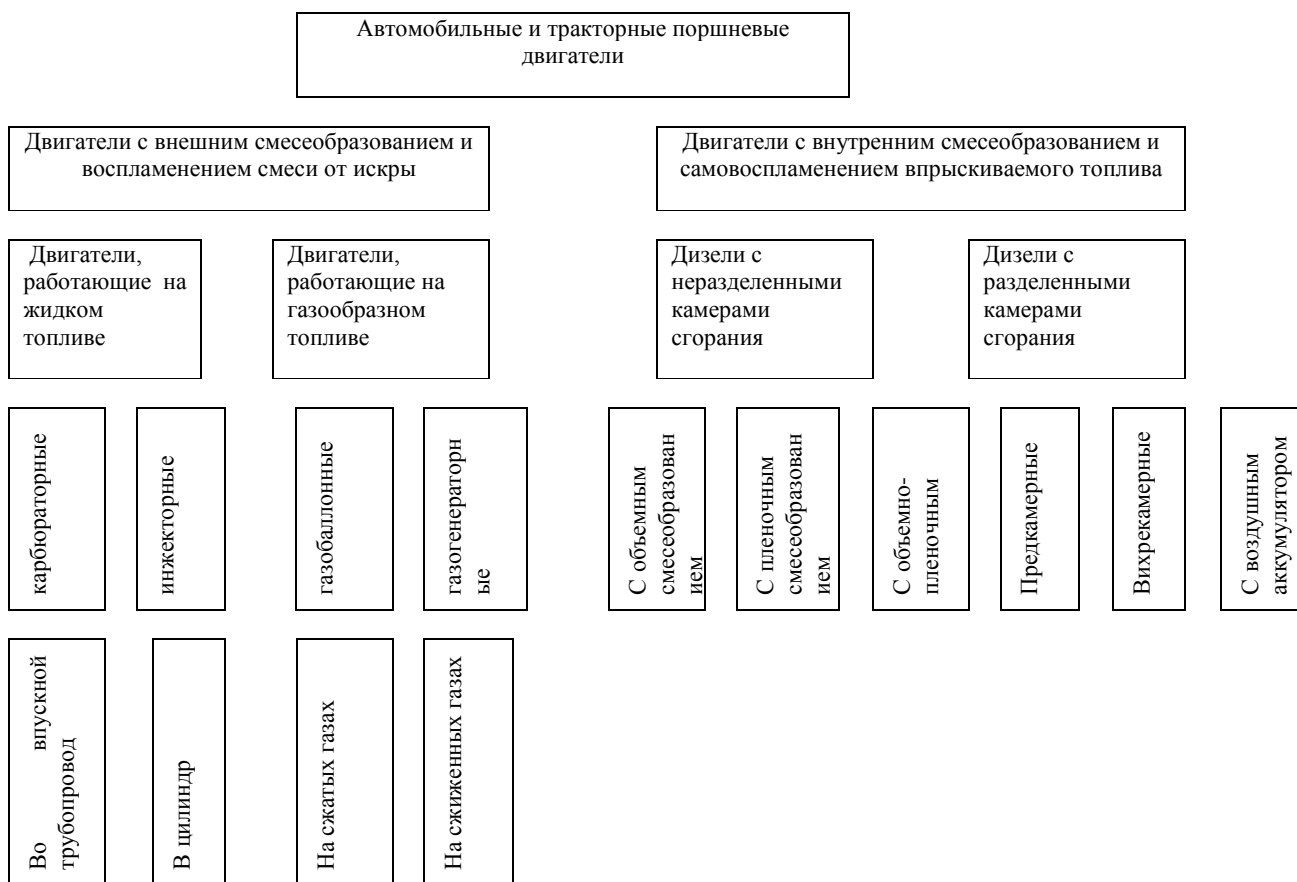 Автомобильные и тракторные поршневые
двигатели
Двигатели с внешним смесеобразованием и
воспламенением смеси от искры
Двигатели с внутренним смесеобразованием и
самовоспламенением впрыскиваемого топлива
Двигатели,
работающие на
жидком
топливе
Двигатели,
работающие на
газообразном
топливе
Дизели с
неразделенными
камерами
сгорания
Дизели с
разделенными
камерами
сгорания
карбюраторные
инжекторные
газобаллонные
газогенераторн
ые
С объемным
смесеобразован
ием
С пленочным
смесеобразован
ием
С объемно-
пленочным
Предкамерные
Вихрекамерные
С воздушным
аккумулятором
Во впускной
трубопровод
В цилиндр
На сжатых газах
На сжиженных газах